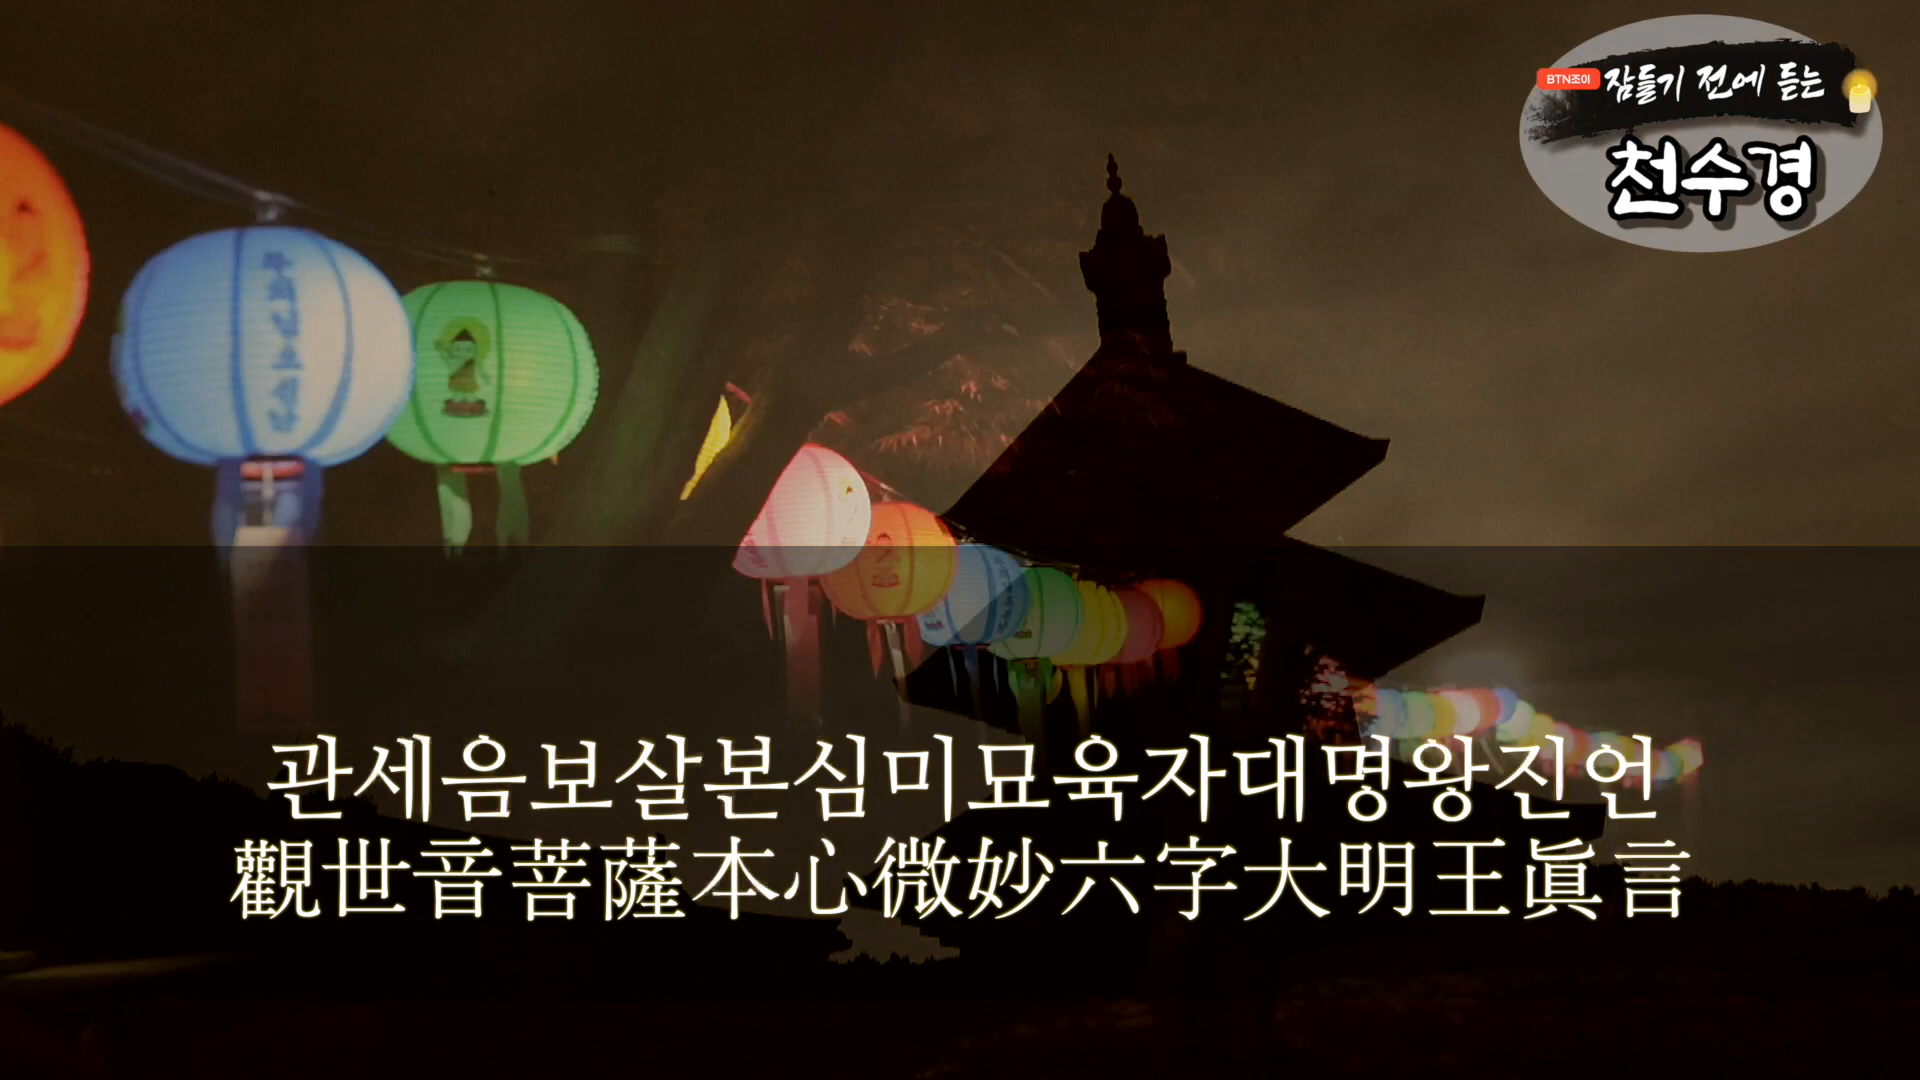 BTN조이
잠들기 전에 듣는
천수경
관세음보살본심미묘육자대명왕진언
觀世音菩薩本心微妙六字大明王眞言